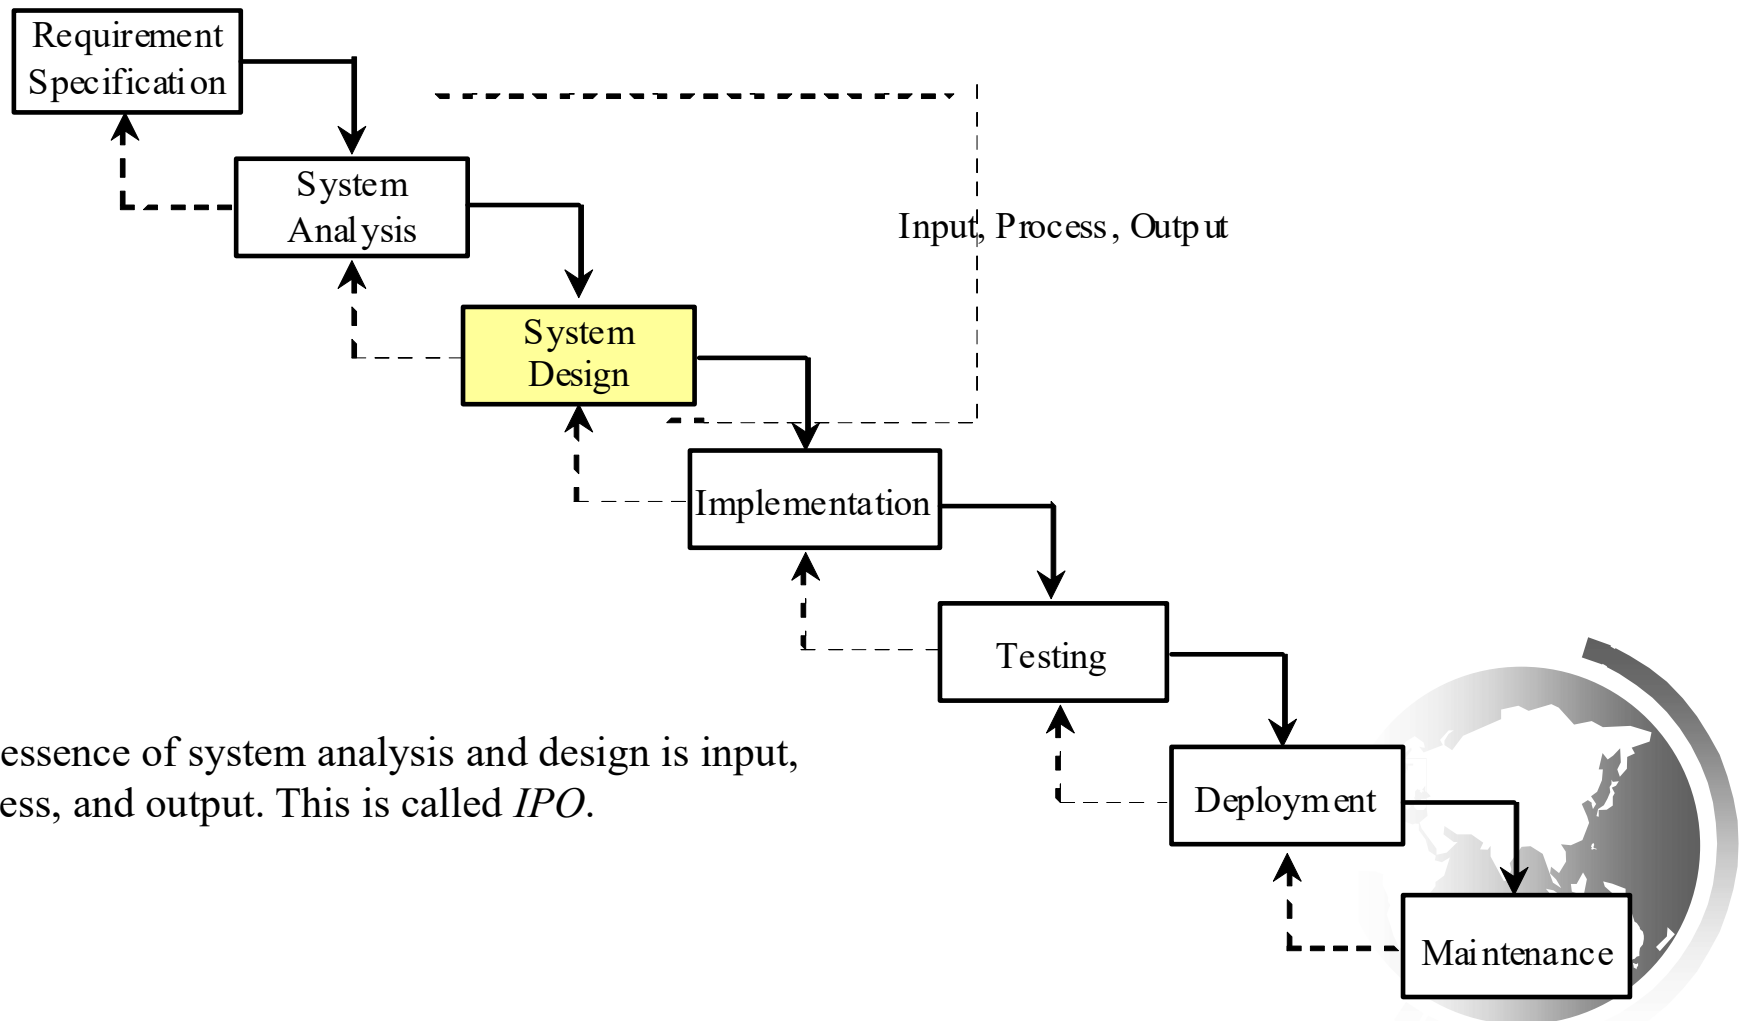 Requirement
Specification
System
Analysis
Input, Process, Output
System
Design
Implementation
Testing
essence of system analysis and design is input,
ess, and output. This is called IPO.
Deployment
Maintenance